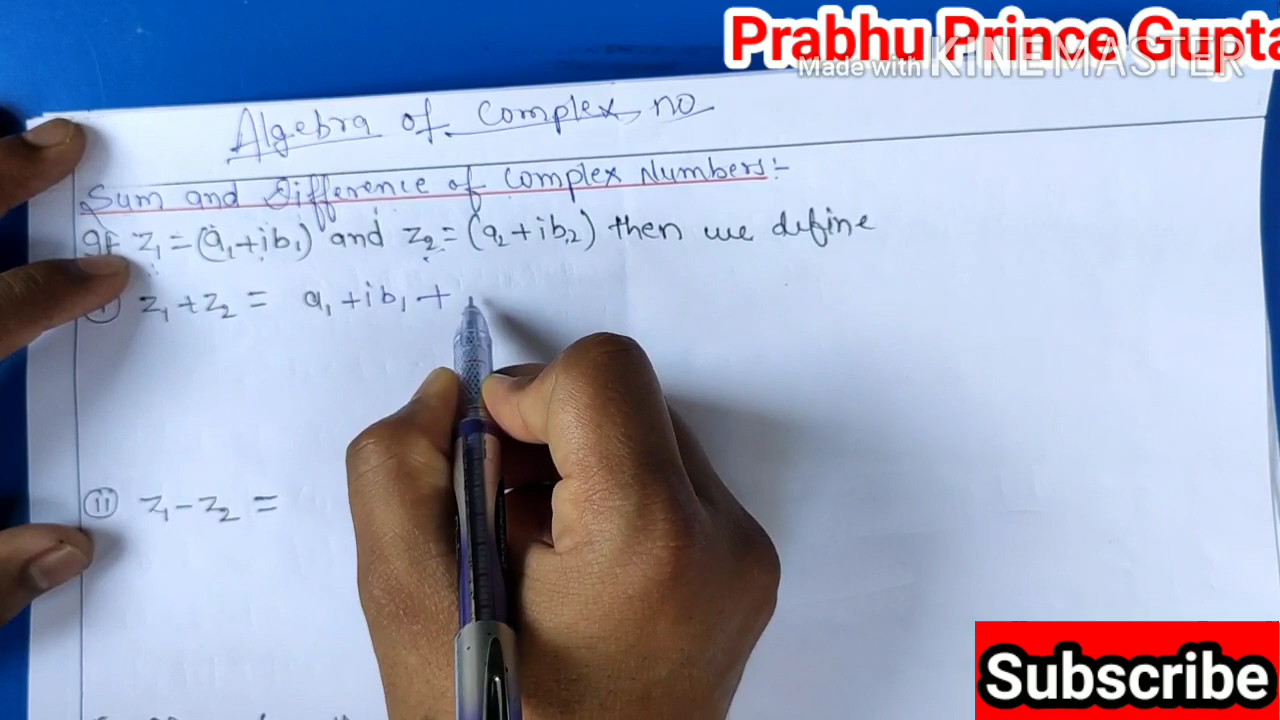 Prabhu Prince Gupta
Made with KINEMASTER
Algebra of complex no
Sum and Difference of Complex Numbers:-
If z₁ = (a₁+ib₁) and z₂ = (a₂+ib₂) then we define
z₁+z₂ = a₁+ib₁ +
(ii) z₁-z₂ =
Subscribe